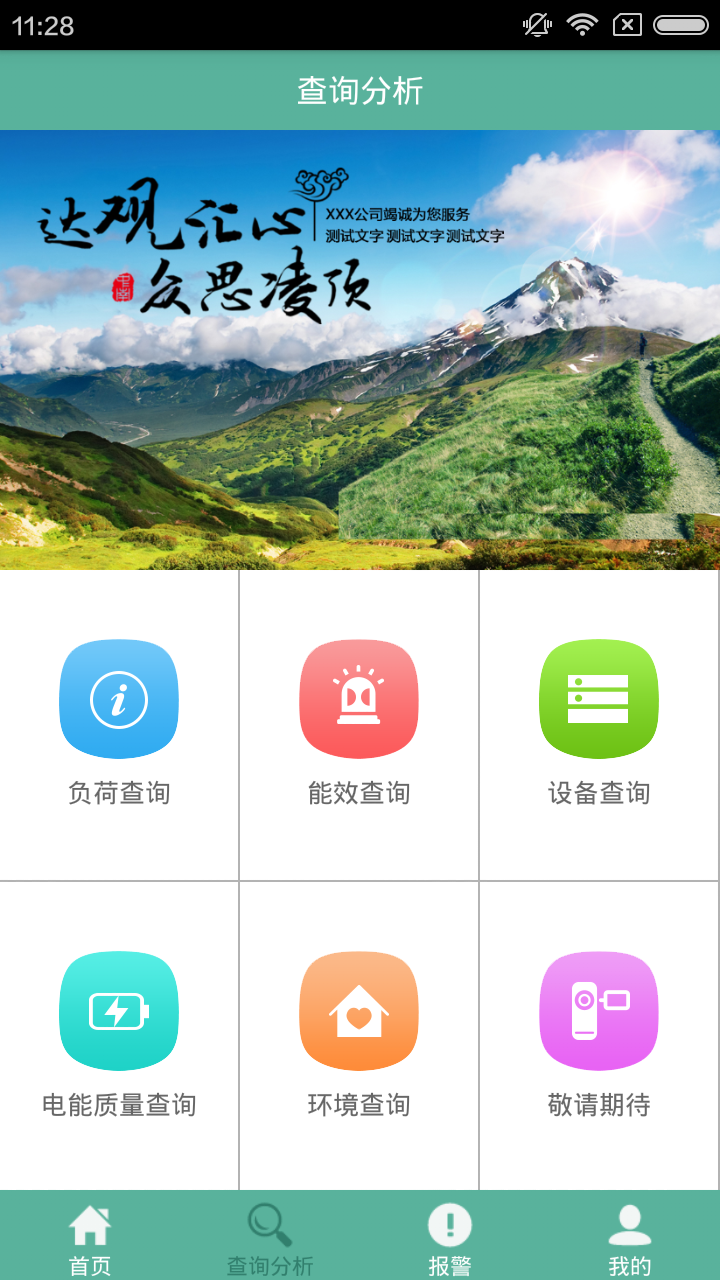 11:28
查询分析
达观汇心
XXX公司竭诚为您服务
测试文字 测试文字 测试文字
众思凌顶
负荷查询
能效查询
设备查询
电能质量查询
环境查询
敬请期待
首页
查询分析
报警
我的